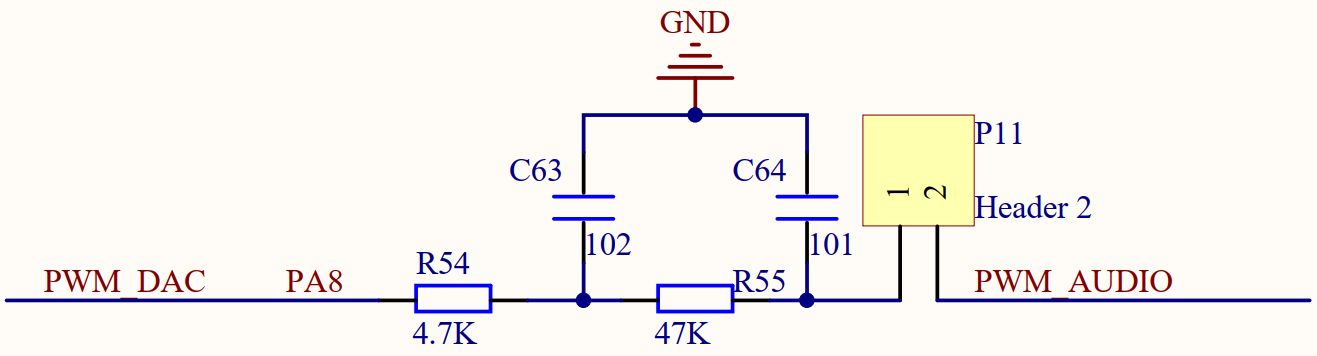 GND
P11
C63
C64
1
2
Header 2
102
101
R54
PWM_DAC
PA8
R55
PWM_AUDIO
4.7K
47K